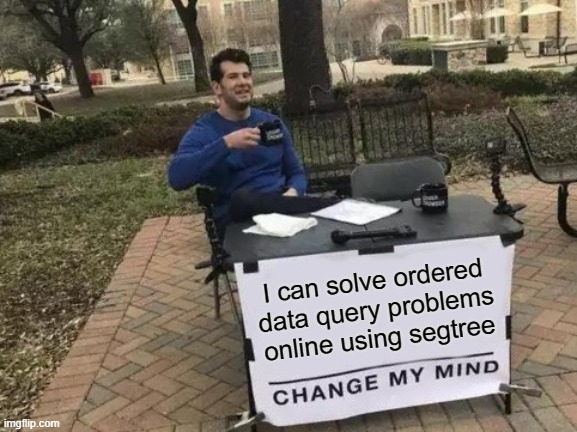 I can solve ordered
data query problems
online using segtree
CHANGE MY MIND
imgflip.com